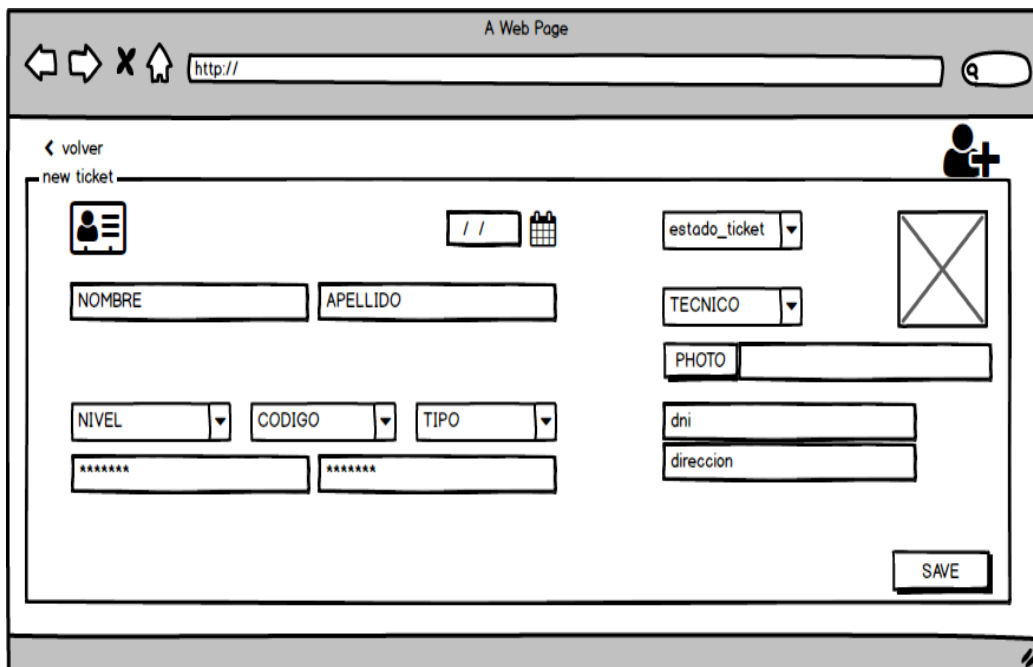 A Web Page
http://
volver
new ticket
/ /
estado_ticket
NOMBRE
APELLIDO
TECNICO
PHOTO
NIVEL
CODIGO
TIPO
dni
*******
*******
direccion
SAVE